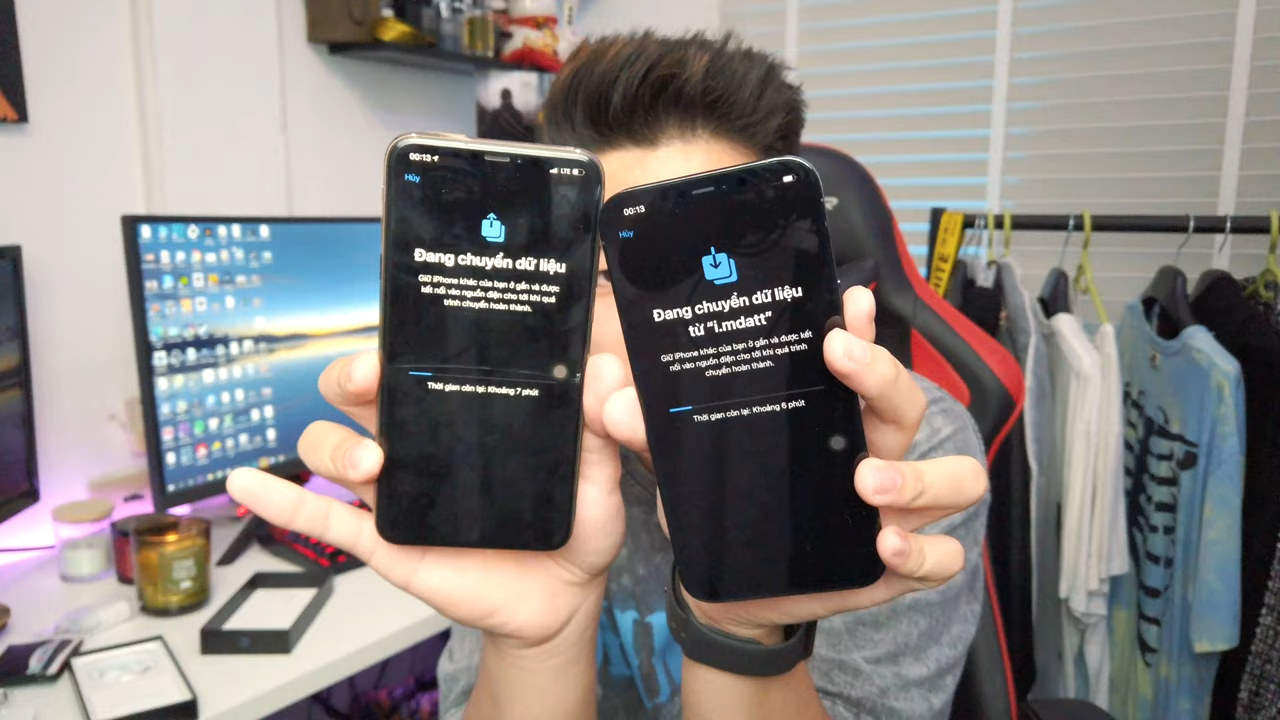 00:13
LTE
Hủy
Đang chuyển dữ liệu
Giữ iPhone khác của bạn ở gần và được
kết nối vào nguồn điện cho tới khi quá
trình chuyển hoàn thành.
Thời gian còn lại: Khoảng 7 phút
00:13
Hủy
Đang chuyển dữ liệu
từ “i.mdatt”
Giữ iPhone khác của bạn ở gần và được kết
nối vào nguồn điện cho tới khi quá trình
chuyển hoàn thành.
Thời gian còn lại: Khoảng 6 phút